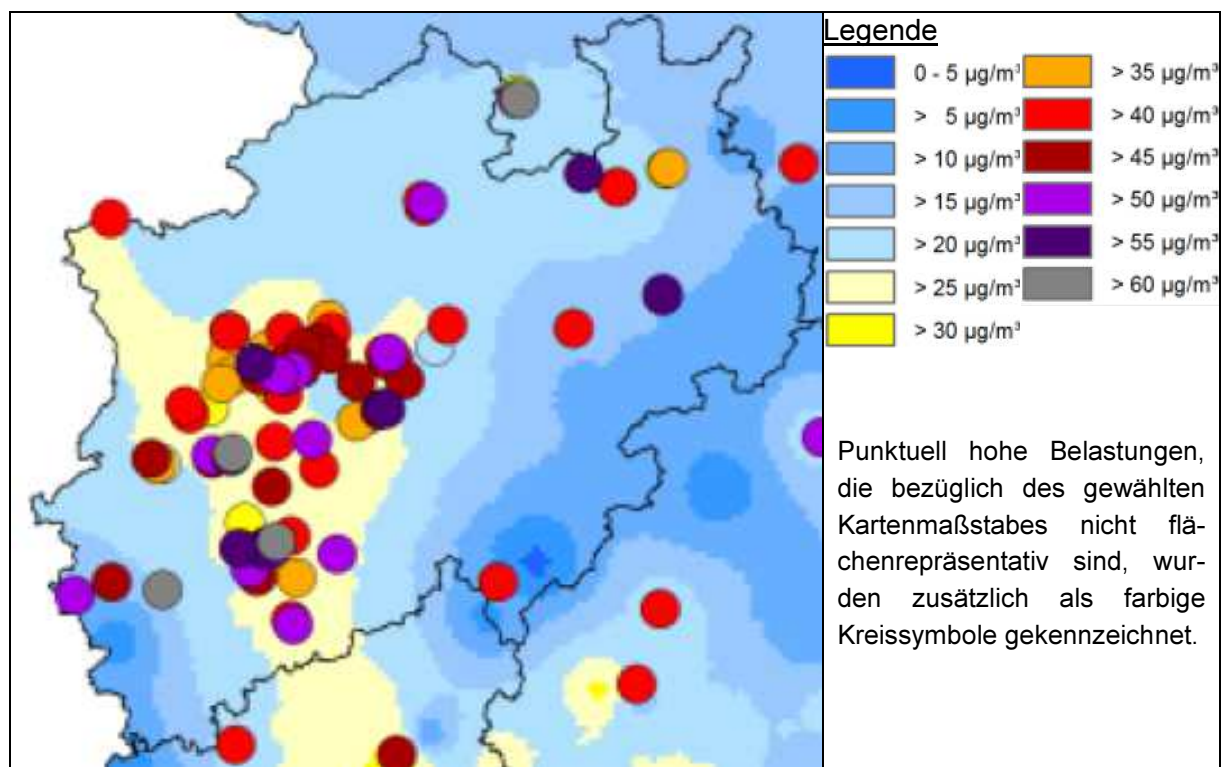 Legende
0 - 5 µg/m³
> 5 µg/m³
> 10 µg/m³
> 15 µg/m³
> 20 µg/m³
> 25 µg/m³
> 30 µg/m³
> 35 µg/m³
> 40 µg/m³
> 45 µg/m³
> 50 µg/m³
> 55 µg/m³
> 60 µg/m³
Punktuell hohe Belastungen,
die bezüglich des gewählten
Kartenmaßstabes nicht flä-
chenrepräsentativ sind, wur-
den zusätzlich als farbige
Kreissymbole gekennzeichnet.